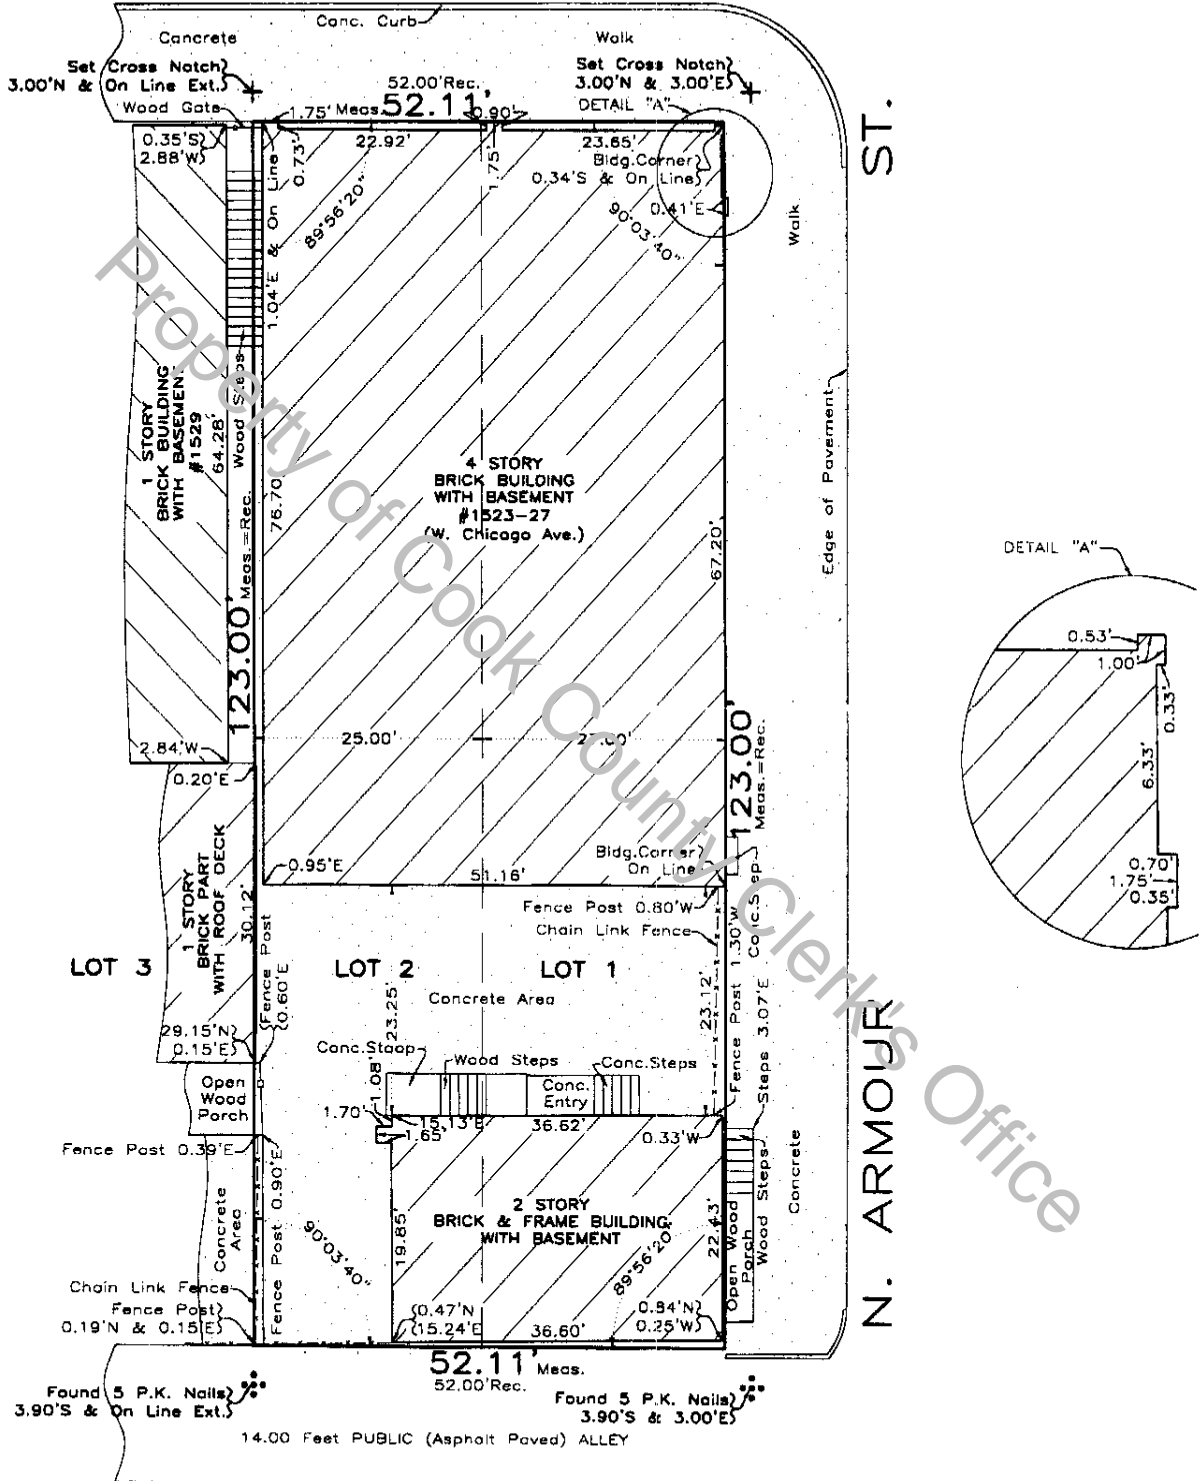 Conc. Curb
Concrete
Walk
Set Cross Notch
3.00'N & On Line Ext.
52.00'Rec.
Set Cross Notch
3.00'N & 3.00'E
Wood Gate
1.75'
Meas.
52.11'
0.90'
DETAIL "A"
ST.
0.35'S
2.88'W
0.73'
22.92'
1.75'
23.65'
Bldg.Corner
0.34'S & On Line
0.41'E
1.04'E & On Line
89°56'20"
90°03'40"
Walk
Wood Steps
1 STORY
BRICK BUILDING
WITH BASEMEN
#1529
64.28'
76.70'
4 STORY
BRICK BUILDING
WITH BASEMENT
#1523-27
(W. Chicago Ave.)
67.20'
Edge of Pavement
DETAIL "A"
0.53'
1.00'
0.33'
6.33'
0.70'
1.75'
0.35'
123.00'
Meas.=Rec.
2.84'W
0.20'E
25.00'
27.00'
123.00'
Meas.=Rec.
0.95'E
51.16'
Bldg.Corner
On Line
Fence Post 0.80'W
Chain Link Fence
Conc.Step
1 STORY
BRICK PART
WITH ROOF DECK
30.12'
Fence Post
0.60'E
LOT 3
LOT 2
LOT 1
Concrete Area
23.25'
23.12'
Fence Post 1.30'W
Steps 3.07'E
29.15'N
0.15'E
Conc.Stoop
Wood Steps
Conc.Steps
1.08'
Open
Wood
Porch
Conc.
Entry
1.70'
15.13'E
36.62'
1.65'
0.33'W
Fence Post 0.39'E
Concrete
Area
Fence Post 0.90'E
90°03'40"
19.85'
2 STORY
BRICK & FRAME BUILDING
WITH BASEMENT
89°56'20"
22.43'
Open Wood
Porch
Wood Steps
Concrete
N. ARMOUR
Chain Link Fence
Fence Post
0.19'N & 0.15'E
0.47'N
15.24'E
36.60'
0.84'N
0.25'W
52.11'
Meas.
52.00'Rec.
Found 5 P.K. Nails
3.90'S & On Line Ext.
Found 5 P.K. Nails
3.90'S & 3.00'E
14.00 Feet PUBLIC (Asphalt Paved) ALLEY
Property of Cook County Clerk's Office